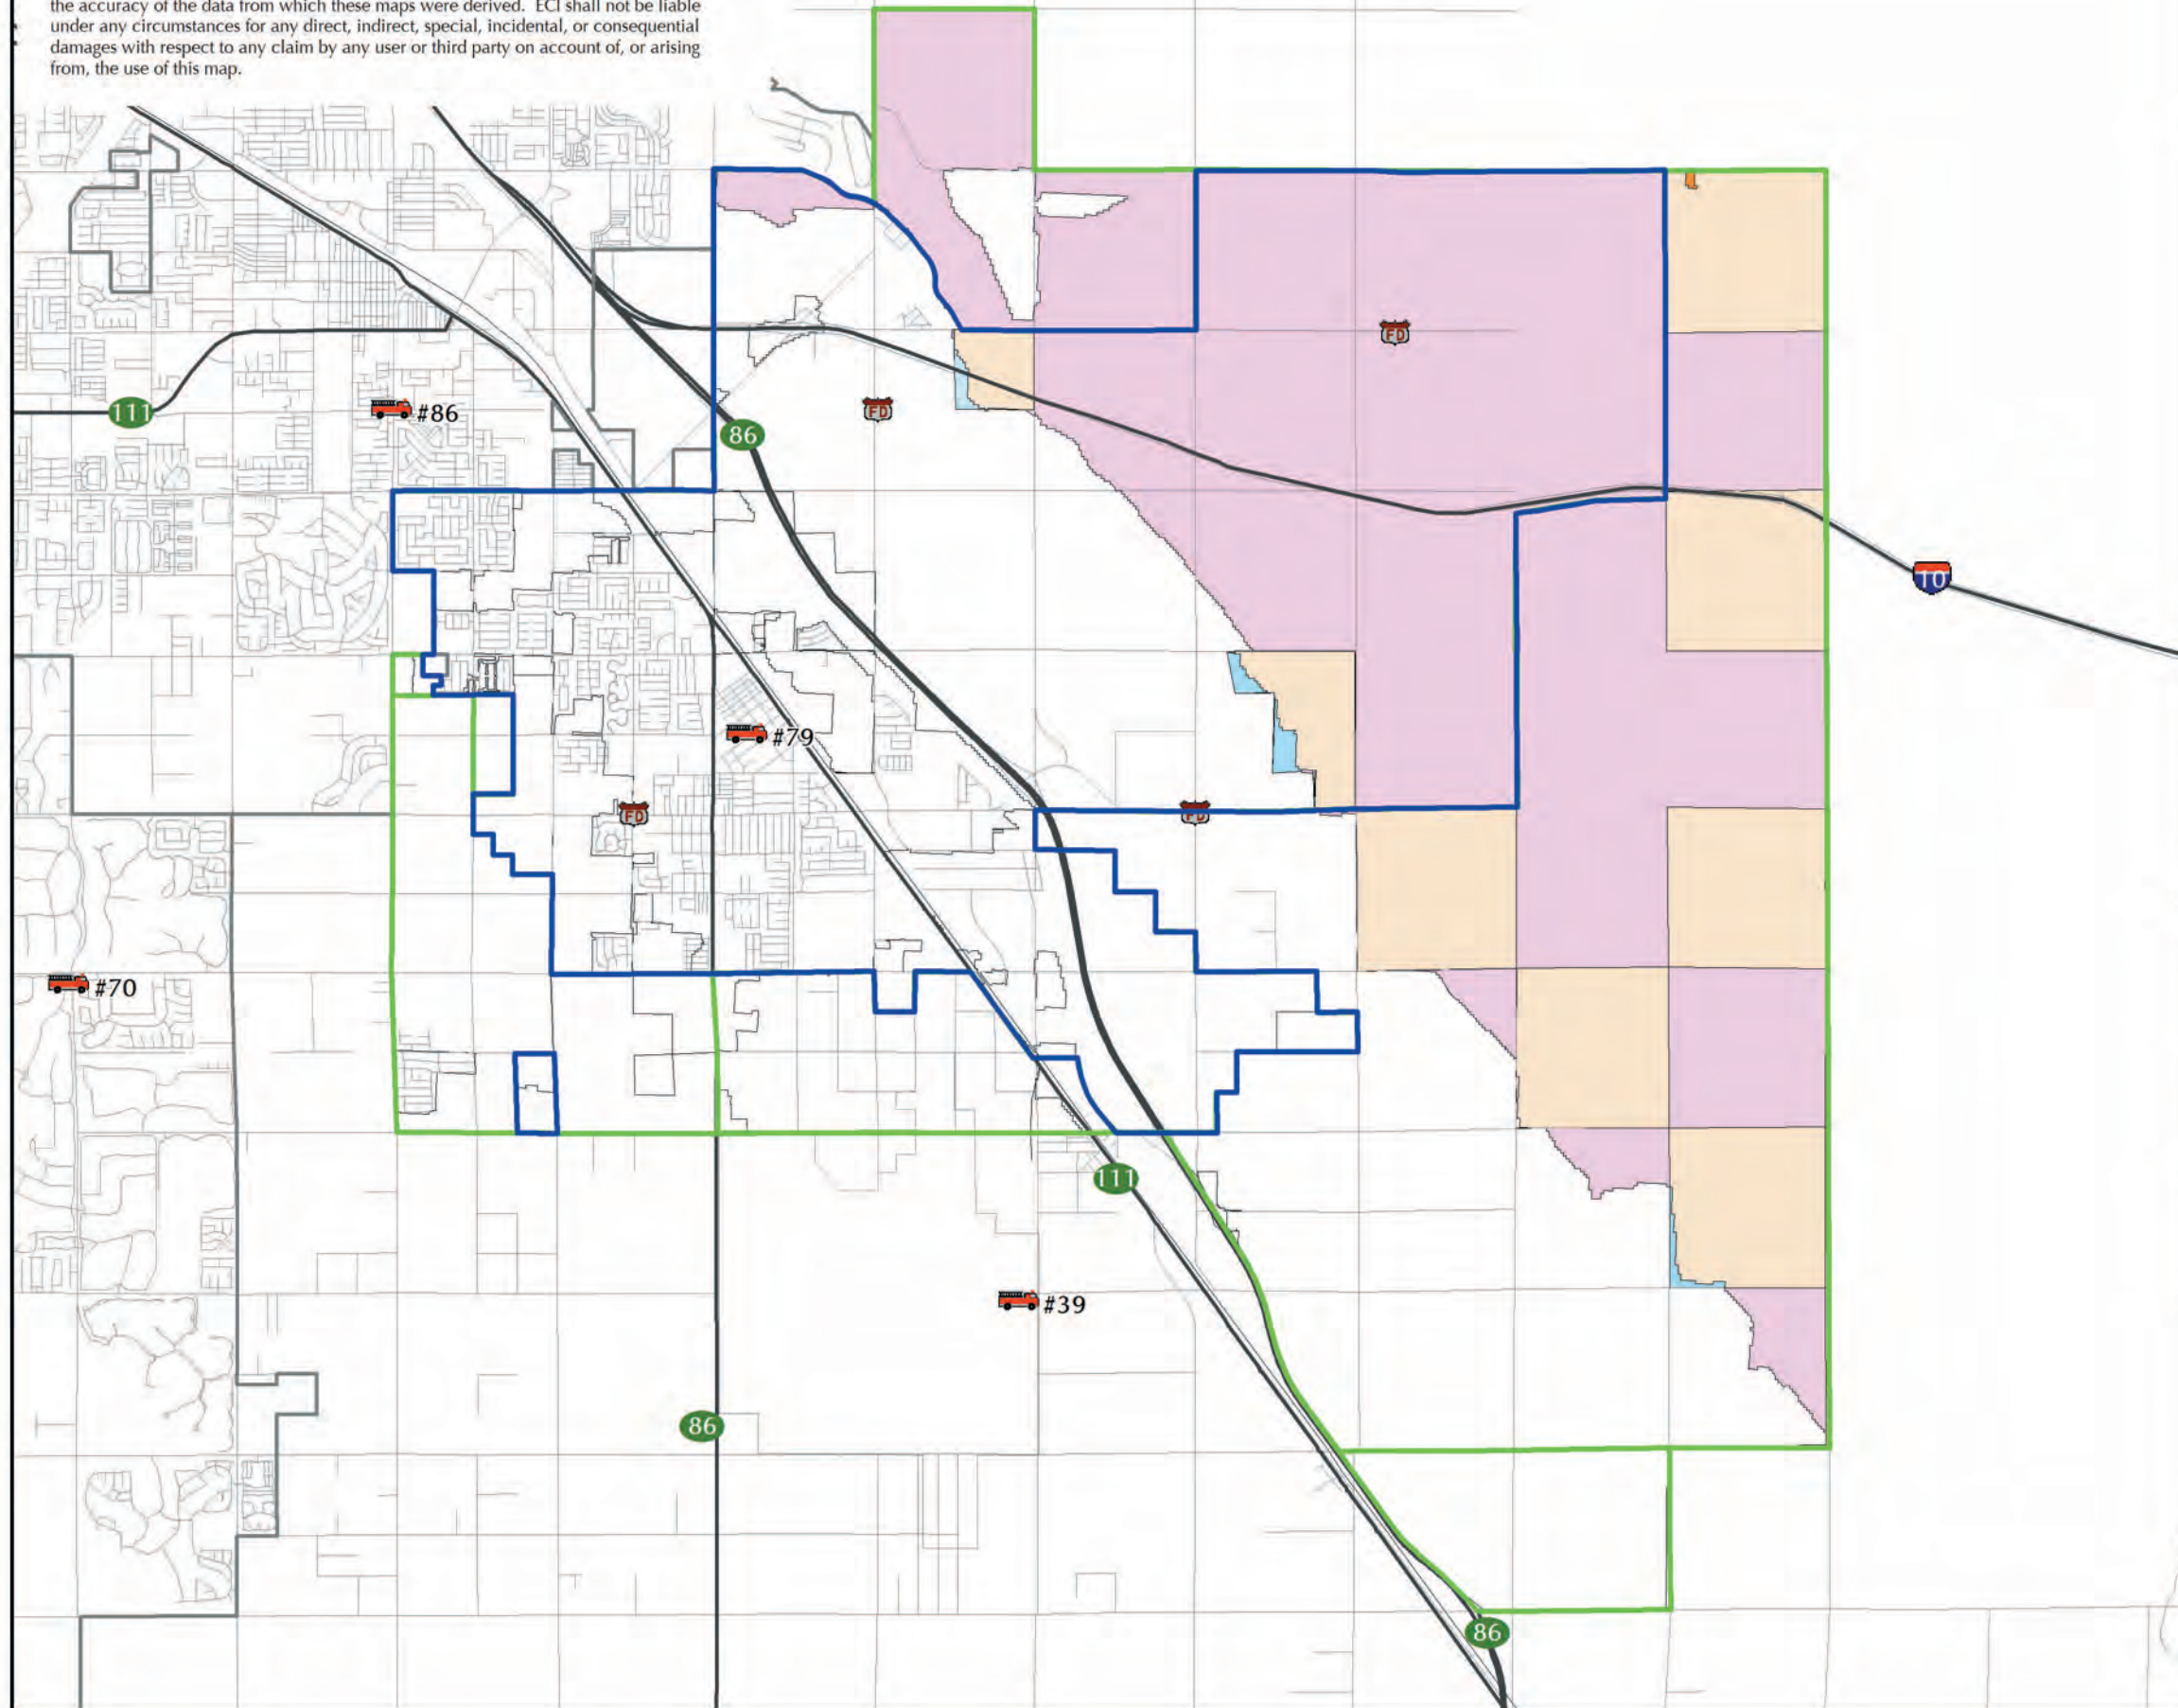 the accuracy of the data from which these maps were derived. ECI shall not be liable
under any circumstances for any direct, indirect, special, incidental, or consequential
damages with respect to any claim by any user or third party on account of, or arising
from, the use of this map.
FD
111
#86
FD
86
10
#79
FD
FD
#70
111
#39
86
86